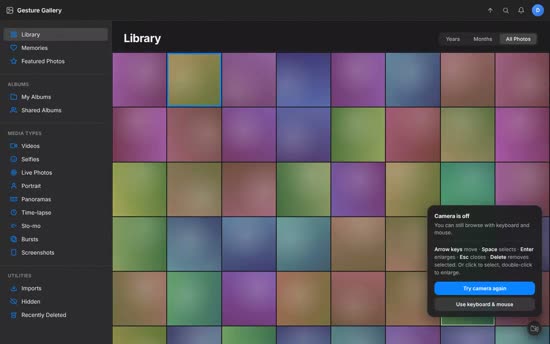 Gesture Gallery
D
Library
Memories
Featured Photos
ALBUMS
My Albums
Shared Albums
MEDIA TYPES
Videos
Selfies
Live Photos
Portrait
Panoramas
Time-lapse
Slo-mo
Bursts
Screenshots
UTILITIES
Imports
Hidden
Recently Deleted
Library
Years
Months
All Photos
Camera is off
You can still browse with keyboard and
mouse.
Arrow keys move · Space selects · Enter
enlarges · Esc closes · Delete removes
selected. Or click to select, double-click
to enlarge.
Try camera again
Use keyboard & mouse